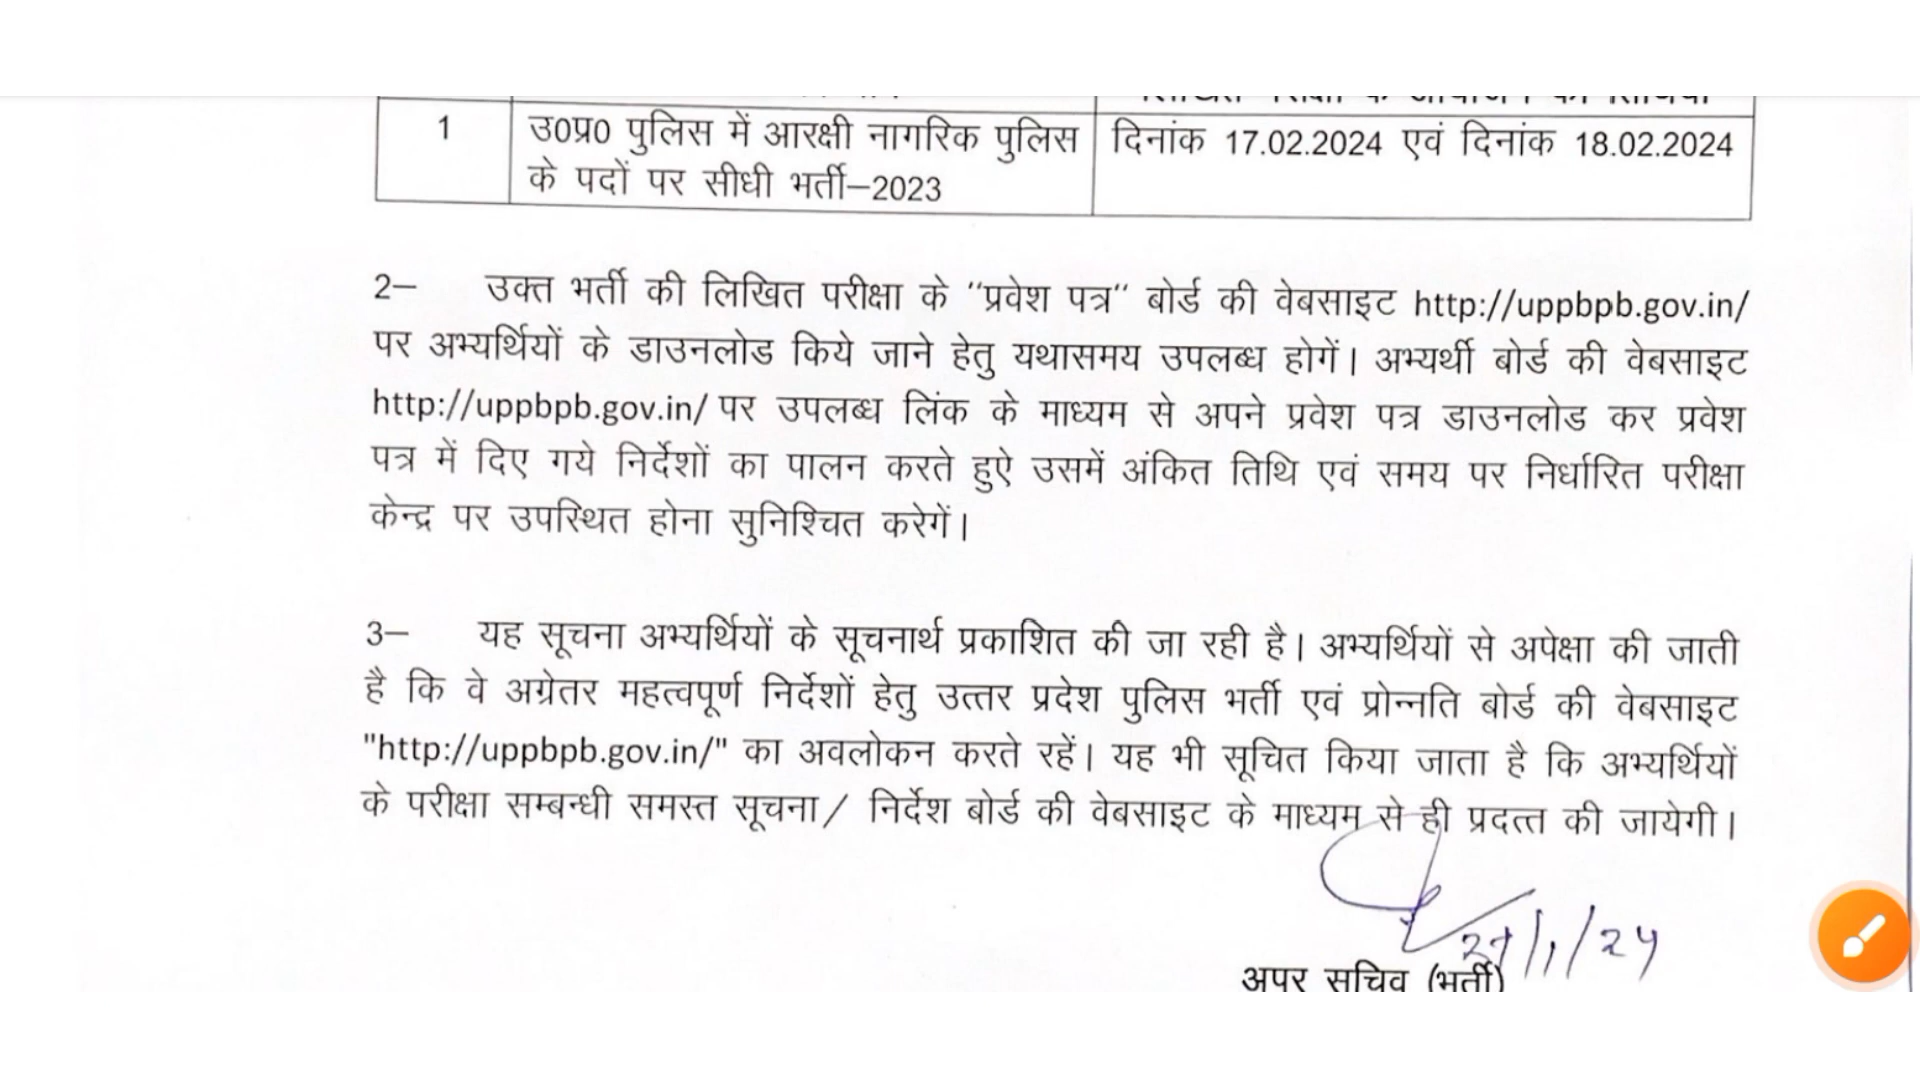 1 उ0प्र0 पुलिस में आरक्षी नागरिक पुलिस दिनांक 17.02.2024 एवं दिनांक 18.02.2024
के पदों पर सीधी भर्ती–2023
2– उक्त भर्ती की लिखित परीक्षा के "प्रवेश पत्र" बोर्ड की वेबसाइट http://uppbpb.gov.in/
पर अभ्यर्थियों के डाउनलोड किये जाने हेतु यथासमय उपलब्ध होगें। अभ्यर्थी बोर्ड की वेबसाइट
http://uppbpb.gov.in/ पर उपलब्ध लिंक के माध्यम से अपने प्रवेश पत्र डाउनलोड कर प्रवेश
पत्र में दिए गये निर्देशों का पालन करते हुऐ उसमें अंकित तिथि एवं समय पर निर्धारित परीक्षा
केन्द्र पर उपस्थित होना सुनिश्चित करेगें।
3– यह सूचना अभ्यर्थियों के सूचनार्थ प्रकाशित की जा रही है। अभ्यर्थियों से अपेक्षा की जाती
है कि वे अग्रेतर महत्वपूर्ण निर्देशों हेतु उत्तर प्रदेश पुलिस भर्ती एवं प्रोन्नति बोर्ड की वेबसाइट
"http://uppbpb.gov.in/" का अवलोकन करते रहें। यह भी सूचित किया जाता है कि अभ्यर्थियों
के परीक्षा सम्बन्धी समस्त सूचना/ निर्देश बोर्ड की वेबसाइट के माध्यम से ही प्रदत्त की जायेगी।
अपर सचिव (भर्ती)